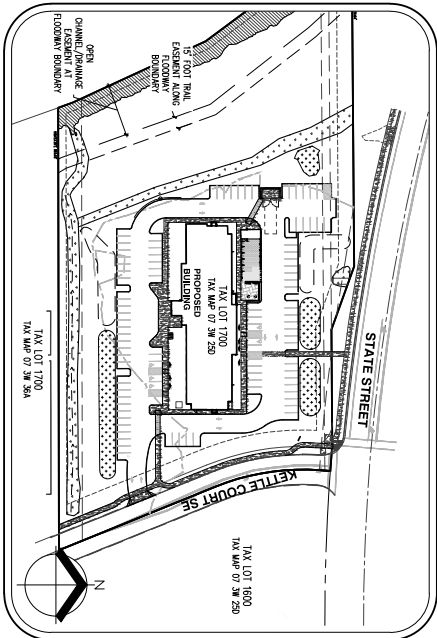 STATE STREET
15' FOOT TRAIL
EASEMENT ALONG
FLOODWAY
BOUNDARY
OPEN
CHANNEL/DRAINAGE
EASEMENT AT
FLOODWAY BOUNDARY
TAX LOT 1700
TAX MAP 07 3W 25D
PROPOSED
BUILDING
TAX LOT 1700
TAX MAP 07 3W 36A
KETTLE COURT SE
TAX LOT 1600
TAX MAP 07 3W 25D
N